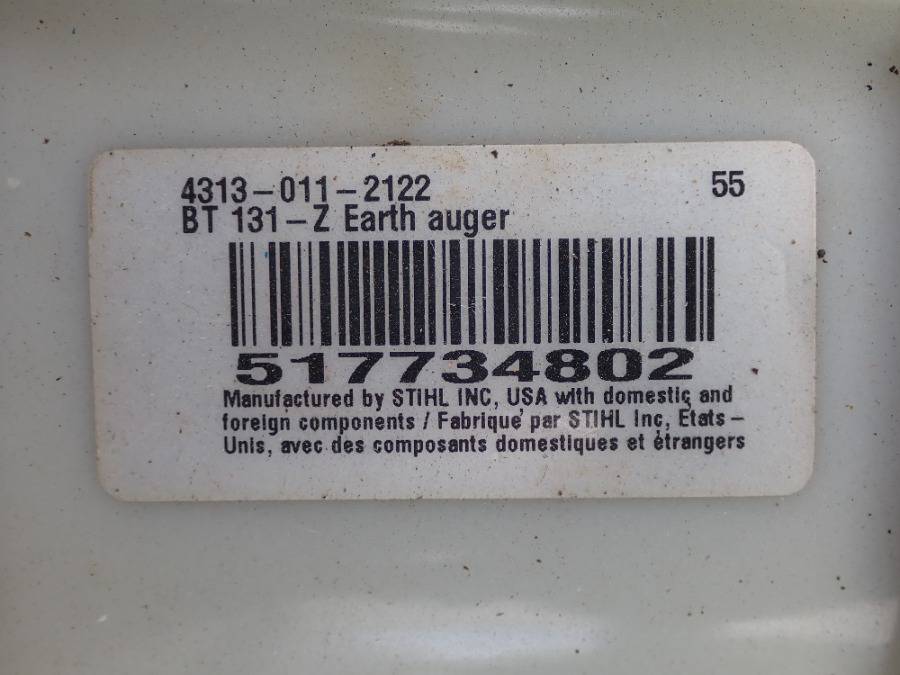 4313-011-2122 55
BT 131-Z Earth auger
517734802
Manufactured by STIHL INC, USA with domestic and
foreign components / Fabriqué par STIHL Inc, Etats-
Unis, avec des composants domestiques et étrangers